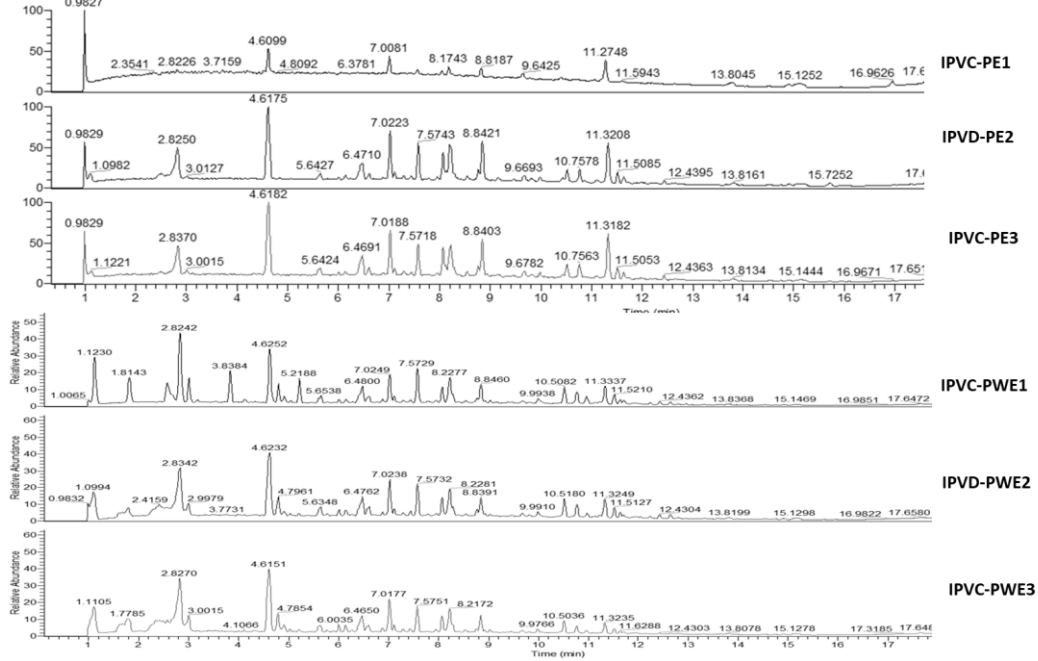 0.9827
100
50
0
2.3541 2.8226 3.7159 4.6099 4.8092 6.3781 7.0081 8.1743 8.8187 9.6425 11.2748 11.5943 13.8045 15.1252 16.9626 17.6
IPVC-PE1
100
50
0
0.9829 1.0982 2.8250 3.0127 4.6175 5.6427 6.4710 7.0223 7.5743 8.8421 9.6693 10.7578 11.3208 11.5085 12.4395 13.8161 15.7252 17.6
IPVD-PE2
100
50
0
0.9829 1.1221 2.8370 3.0015 4.6182 5.6424 6.4691 7.0188 7.5718 8.8403 9.6782 10.7563 11.3182 11.5053 12.4363 13.8134 15.1444 16.9671 17.651
IPVC-PE3
1 2 3 4 5 6 7 8 9 10 11 12 13 14 15 16 17
Time (min)
Relative Abundance
50
40
30
20
10
0
1.0065 1.1230 1.8143 2.8242 3.8384 4.6252 5.2188 5.6538 6.4800 7.0249 7.5729 8.2277 8.8460 9.9938 10.5082 11.3337 11.5210 12.4362 13.8368 15.1469 16.9851 17.6472
IPVC-PWE1
Relative Abundance
60
50
40
30
20
10
0
0.9832 1.0994 2.4159 2.8342 2.9979 3.7731 4.6232 4.7961 5.6348 6.4762 7.0238 7.5732 8.2281 8.8391 9.9910 10.5180 11.3249 11.5127 12.4304 13.8199 15.1298 16.9822 17.6580
IPVD-PWE2
Relative Abundance
60
50
40
30
20
10
0
1.1105 1.7785 2.8270 3.0015 4.1066 4.6151 4.7854 6.0035 6.4650 7.0177 7.5751 8.2172 9.9766 10.5036 11.3235 11.6288 12.4303 13.8078 15.1278 17.3185 17.648
IPVC-PWE3
1 2 3 4 5 6 7 8 9 10 11 12 13 14 15 16 17
Time (min)